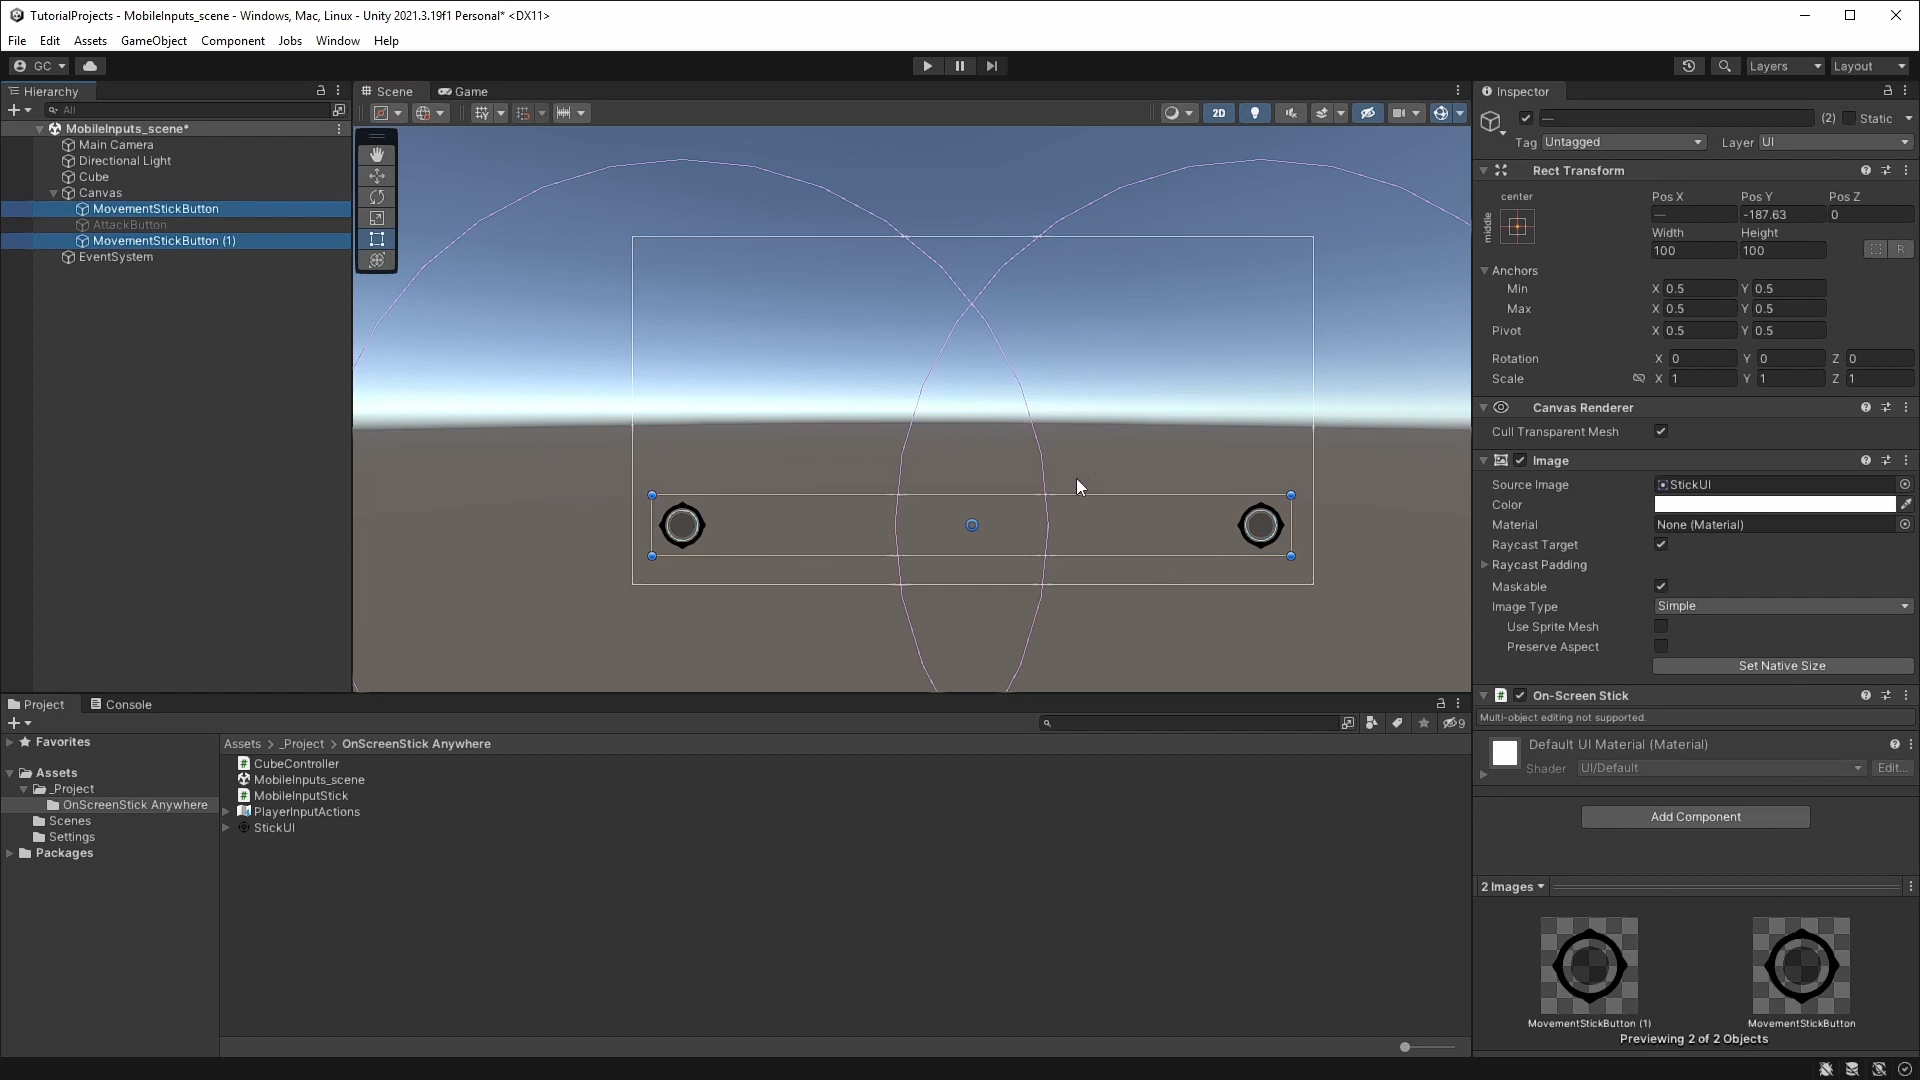 TutorialProjects - MobileInputs_scene - Windows, Mac, Linux - Unity 2021.3.19f1 Personal* <DX11>
File Edit Assets GameObject Component Jobs Window Help
GC
Layers Layout
Hierarchy
Scene Game
Inspector
All
2D
— (2) Static
Tag Untagged Layer UI
MobileInputs_scene*
Main Camera
Directional Light
Cube
Canvas
MovementStickButton
AttackButton
MovementStickButton (1)
EventSystem
Rect Transform
center
middle
Pos X Pos Y Pos Z
— -187.63 0
Width Height
100 100
R
Anchors
Min X 0.5 Y 0.5
Max X 0.5 Y 0.5
Pivot X 0.5 Y 0.5
Rotation X 0 Y 0 Z 0
Scale X 1 Y 1 Z 1
Canvas Renderer
Cull Transparent Mesh
Image
Source Image StickUI
Color
Material None (Material)
Raycast Target
Raycast Padding
Maskable
Image Type Simple
Use Sprite Mesh
Preserve Aspect
Set Native Size
On-Screen Stick
Multi-object editing not supported.
Default UI Material (Material)
Shader UI/Default Edit...
Add Component
2 Images
MovementStickButton (1) MovementStickButton
Previewing 2 of 2 Objects
Project Console
9
Favorites
Assets
_Project
OnScreenStick Anywhere
Scenes
Settings
Packages
Assets > _Project > OnScreenStick Anywhere
CubeController
MobileInputs_scene
MobileInputStick
PlayerInputActions
StickUI